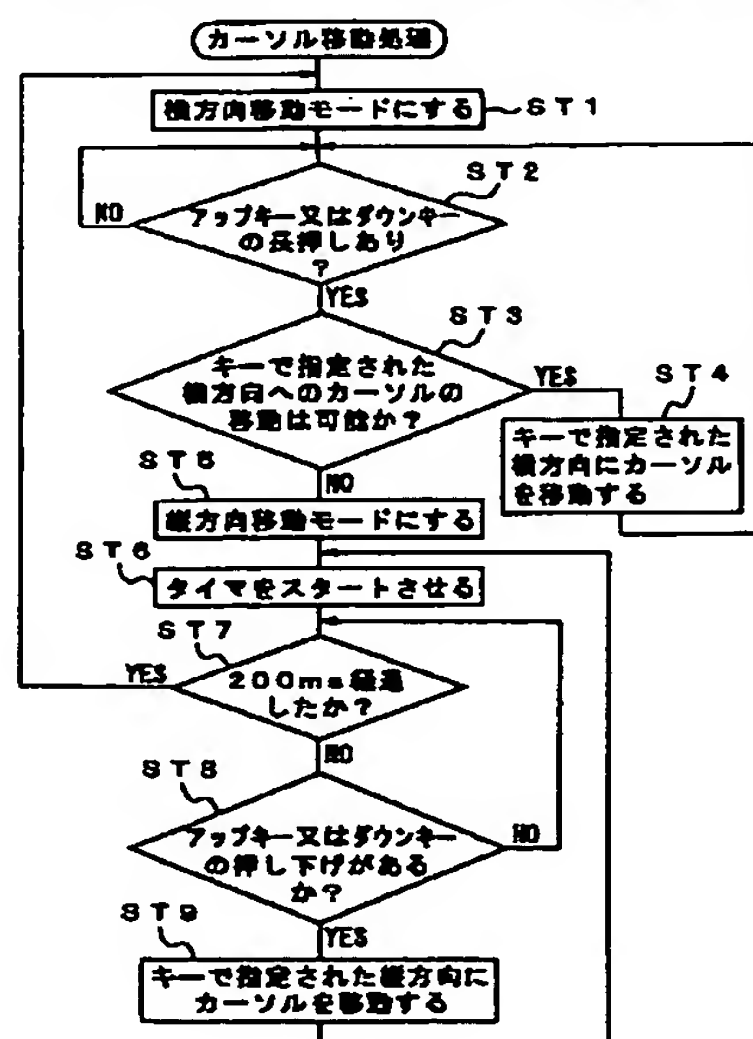 カーソル移動処理
横方向移動モードにする
ST1
ST2
アップキー又はダウンキー
の長押しあり
?
NO
YES
ST3
キーで指定された
横方向へのカーソルの
移動は可能か?
YES
ST4
キーで指定された
横方向にカーソル
を移動する
NO
ST5
縦方向移動モードにする
ST6
タイマをスタートさせる
ST7
200ms経過
したか?
YES
NO
ST8
アップキー又はダウンキー
の押し下げがある
か?
NO
YES
ST9
キーで指定された縦方向に
カーソルを移動する